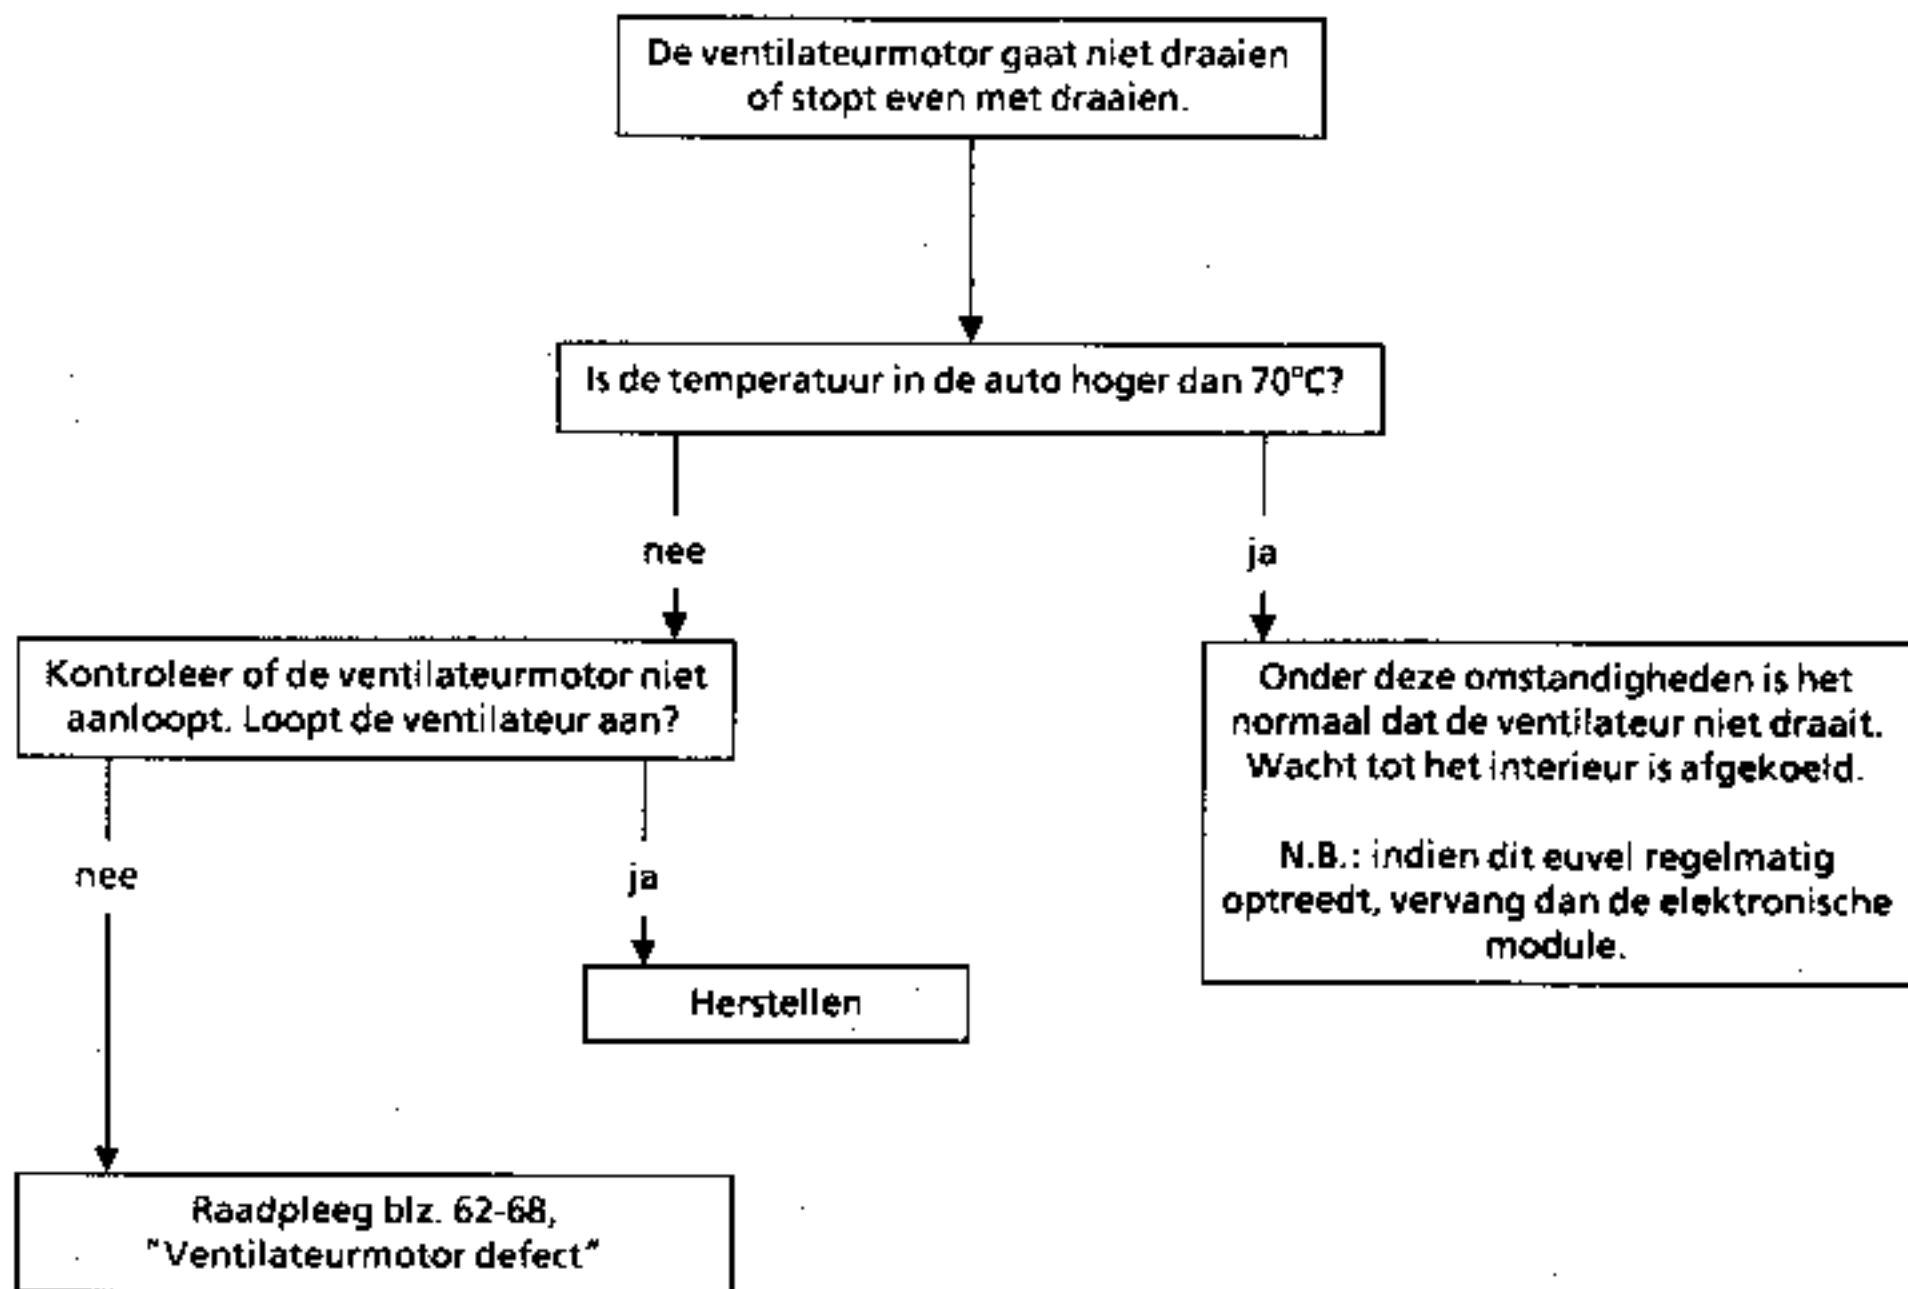 De ventilateurmotor gaat niet draaien
of stopt even met draaien.
Is de temperatuur in de auto hoger dan 70°C?
nee
ja
Kontroleer of de ventilateurmotor niet
aanloopt. Loopt de ventilateur aan?
Onder deze omstandigheden is het
normaal dat de ventilateur niet draait.
Wacht tot het interieur is afgekoeld.
N.B.: indien dit euvel regelmatig
optreedt, vervang dan de elektronische
module.
nee
ja
Herstellen
Raadpleeg blz. 62-68,
"Ventilateurmotor defect"